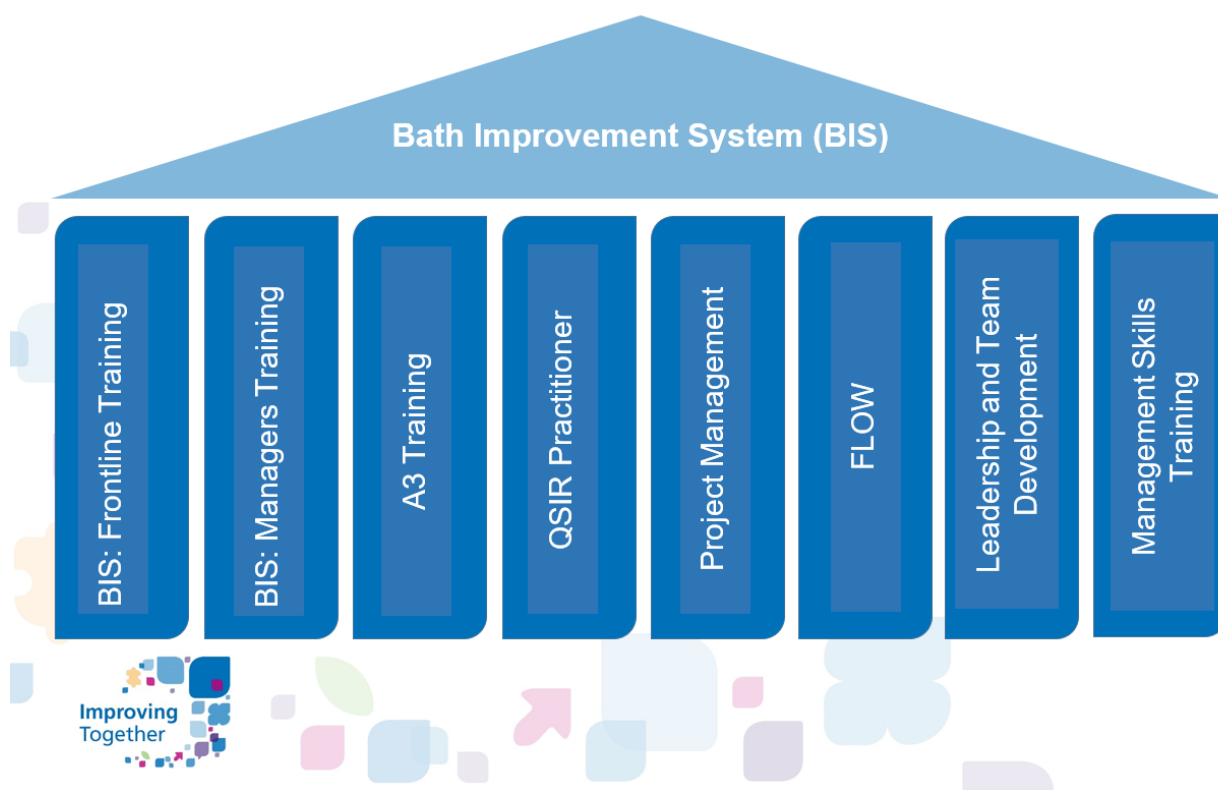 Bath Improvement System (BIS)
BIS: Frontline Training
BIS: Managers Training
A3 Training
QSIR Practitioner
Project Management
FLOW
Leadership and Team
Development
Management Skills
Training
Improving
Together